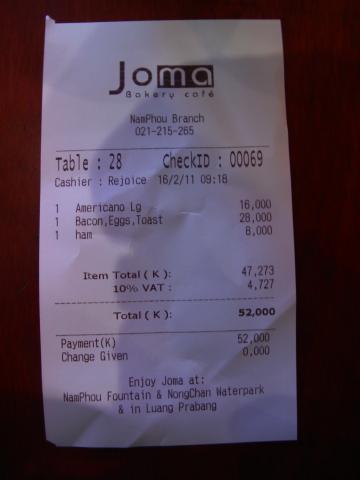 Joma
Bakery café
NamPhou Branch
021-215-265
Table : 28 CheckID : 00069
Cashier : Rejoice 16/2/11 09:18
1 Americano Lg 16,000
1 Bacon,Eggs,Toast 28,000
1 ham 8,000
Item Total ( K ): 47,273
10% VAT : 4,727
Total ( K ): 52,000
Payment(K) 52,000
Change Given 0,000
Enjoy Joma at:
NamPhou Fountain & NongChan Waterpark
& in Luang Prabang